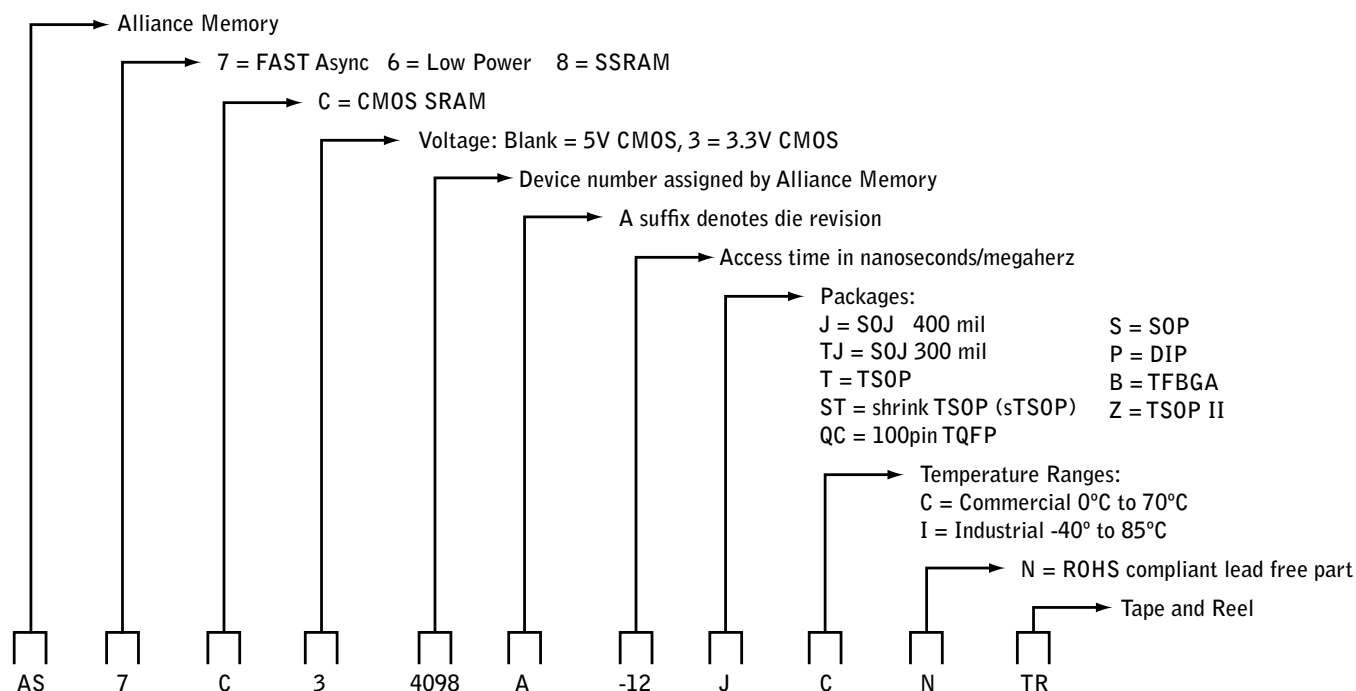 Alliance Memory
7 = FAST Async 6 = Low Power 8 = SSRAM
C = CMOS SRAM
Voltage: Blank = 5V CMOS, 3 = 3.3V CMOS
Device number assigned by Alliance Memory
A suffix denotes die revision
Access time in nanoseconds/megaherz
Packages:
J = SOJ 400 mil
TJ = SOJ 300 mil
T = TSOP
ST = shrink TSOP (sTSOP)
QC = 100pin TQFP
S = SOP
P = DIP
B = TFBGA
Z = TSOP II
Temperature Ranges:
C = Commercial 0°C to 70°C
I = Industrial -40° to 85°C
N = ROHS compliant lead free part
Tape and Reel
AS 7 C 3 4098 A -12 J C N TR